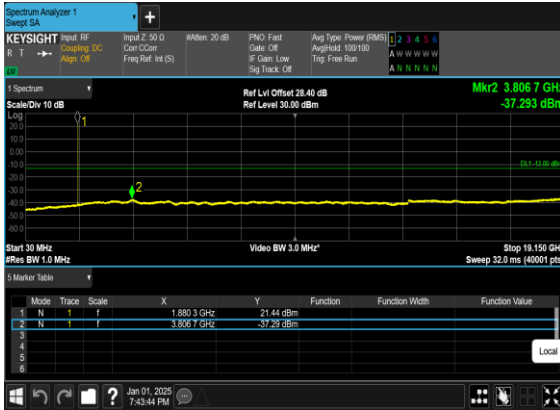 Spectrum Analyzer 1
Swept SA
KEYSIGHT
R T
LV
Input: RF
Coupling: DC
Align: Off
Input Z: 50 Ω
Corr CCorr
Freq Ref: Int (S)
#Atten: 20 dB
PNO: Fast
Gate: Off
IF Gain: Low
Sig Track: Off
Avg Type: Power (RMS)
Avg|Hold: 100/100
Trig: Free Run
1 2 3 4 5 6
A W W W W W
A N N N N N
1 Spectrum
Scale/Div 10 dB
Ref Lvl Offset 28.40 dB
Ref Level 30.00 dBm
Mkr2 3.806 7 GHz
-37.293 dBm
Log
20.0
10.0
0.00
-10.0
-20.0
-30.0
-40.0
-50.0
-60.0
1
2
DL1 -13.00 dBm
Start 30 MHz
#Res BW 1.0 MHz
Video BW 3.0 MHz*
Stop 19.150 GHz
Sweep 32.0 ms (40001 pts)
5 Marker Table
Mode Trace Scale X Y Function Function Width Function Value
1 N 1 f 1.880 3 GHz 21.44 dBm
2 N 1 f 3.806 7 GHz -37.29 dBm
3
4
5
6
Local
?
Jan 01, 2025
7:43:44 PM